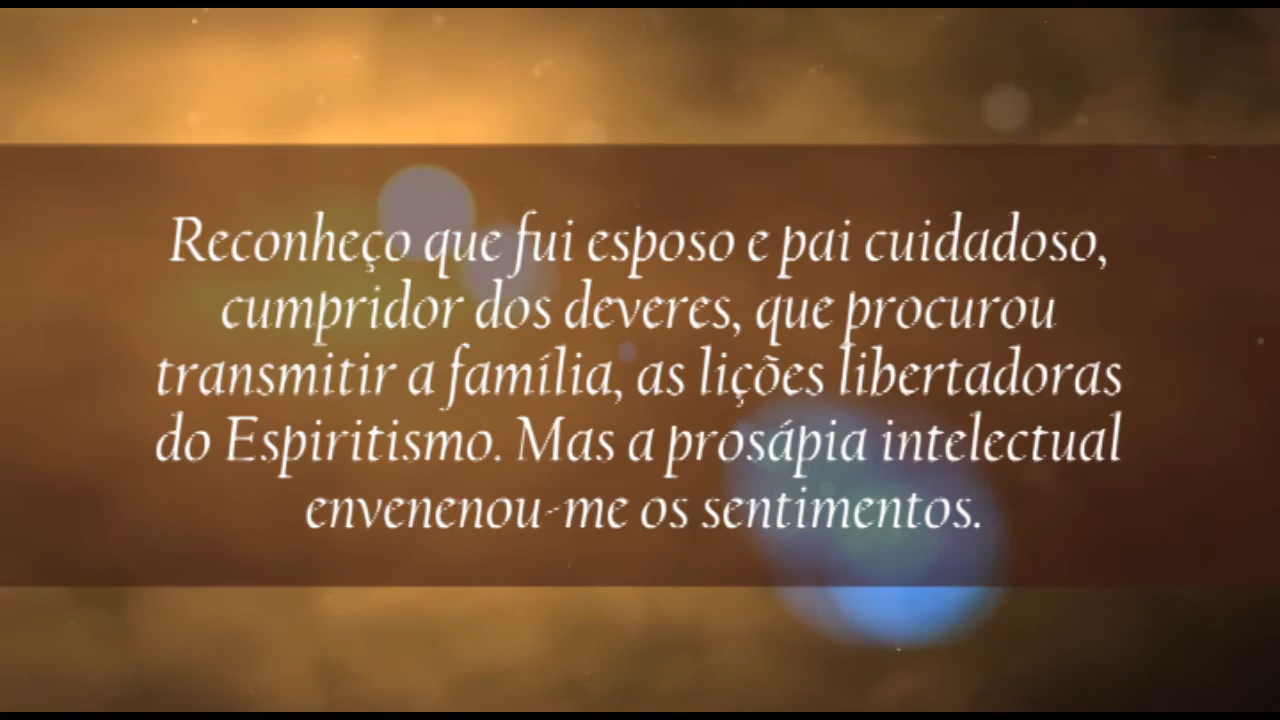 Reconheço que fui esposo e pai cuidadoso,
cumpridor dos deveres, que procurou
transmitir a família, as lições libertadoras
do Espiritismo. Mas a prosápia intelectual
envenenou-me os sentimentos.